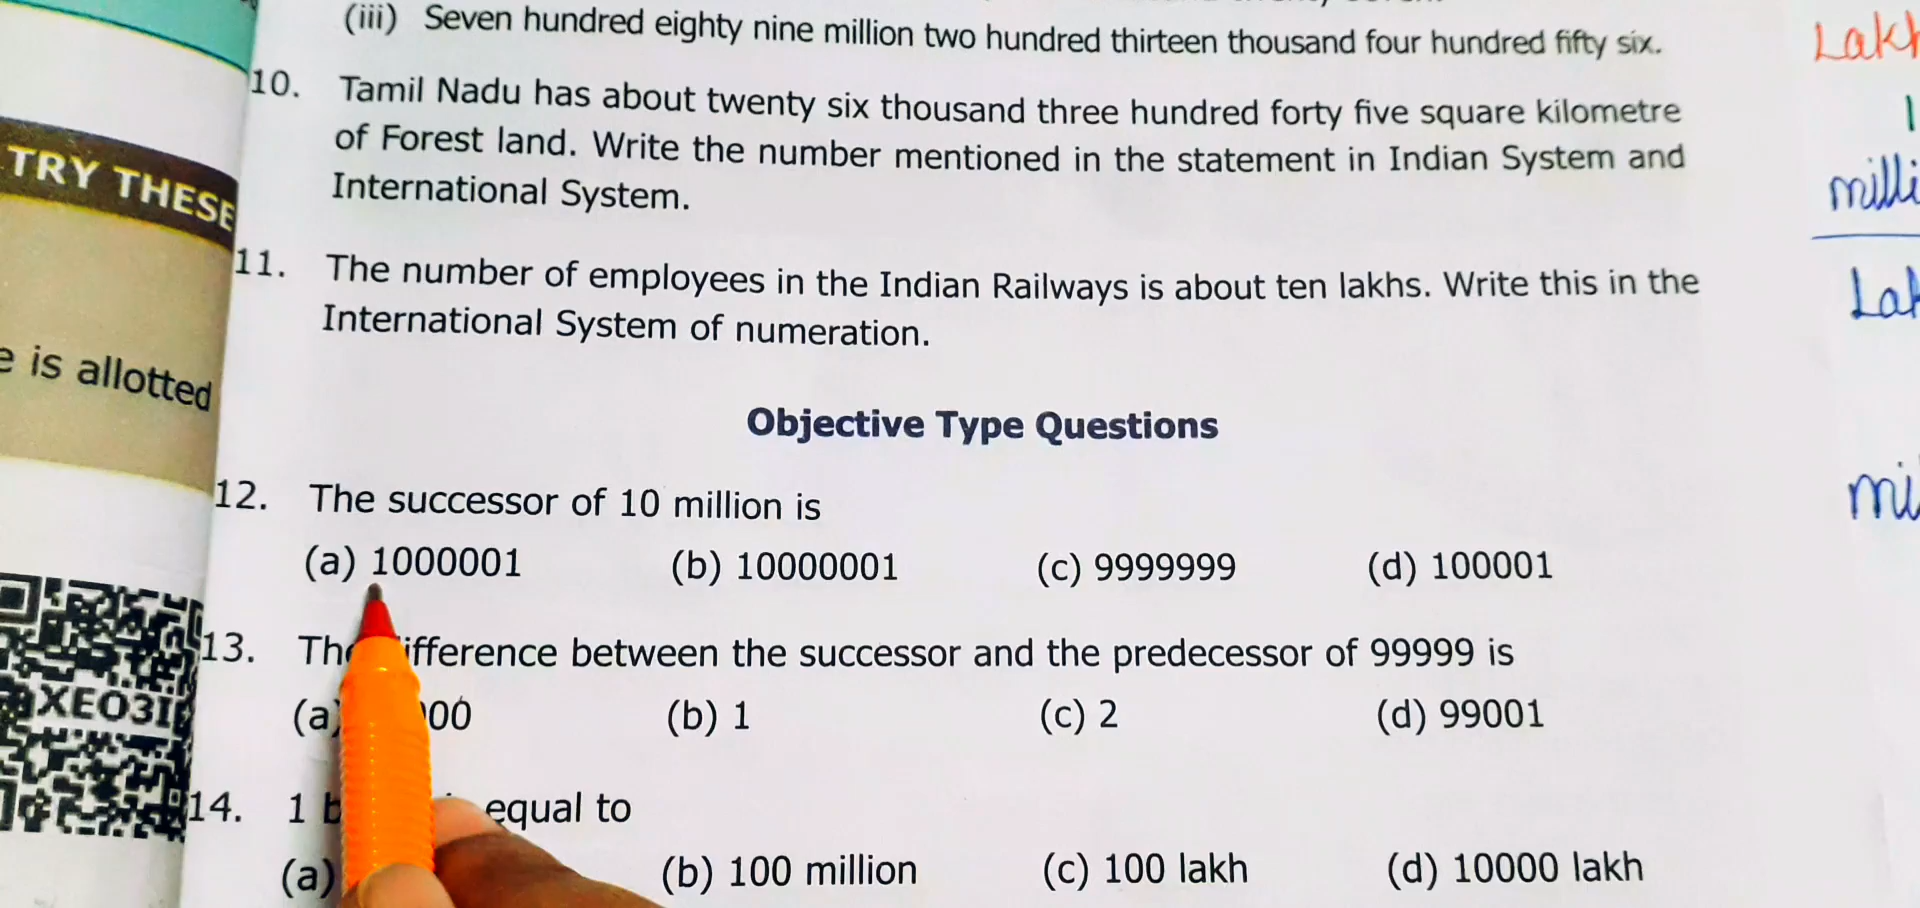 (iii) Seven hundred eighty nine million two hundred thirteen thousand four hundred fifty six.
10. Tamil Nadu has about twenty six thousand three hundred forty five square kilometre
of Forest land. Write the number mentioned in the statement in Indian System and
International System.
11. The number of employees in the Indian Railways is about ten lakhs. Write this in the
International System of numeration.
Objective Type Questions
12. The successor of 10 million is
(a) 1000001 (b) 10000001 (c) 9999999 (d) 100001
13. difference between the successor and the predecessor of 99999 is
(b) 1 (c) 2 (d) 99001
14. 1 equal to
(a) (b) 100 million (c) 100 lakh (d) 10000 lakh
TRY THESE
is allotted